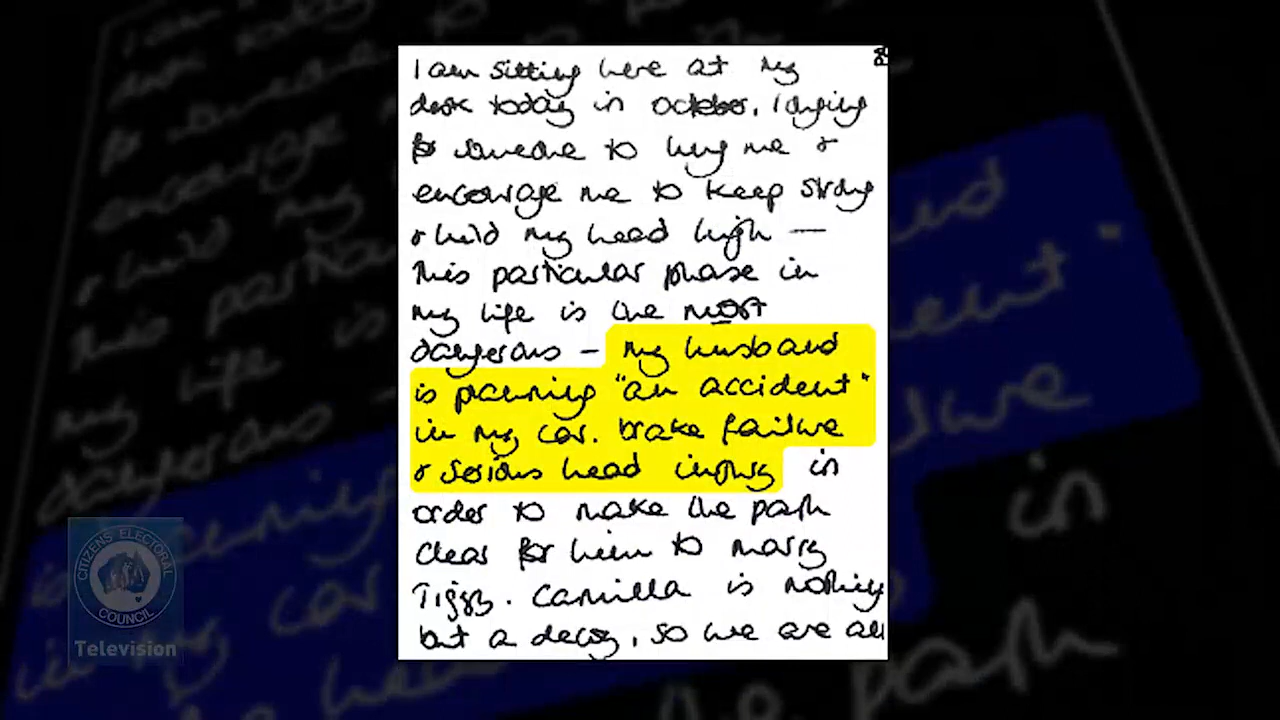 I am sitting here at my
desk today in october, longing
for someone to hug me &
encourage me to keep strong
& hold my head high —
This particular phase in
my life is the most
dangerous – my husband
is planning "an accident"
in my car. brake failure
& serious head injury in
order to make the path
clear for him to marry
Tiggy. Camilla is nothing
but a decoy, so we are all
CITIZENS ELECTORAL
COUNCIL
Television